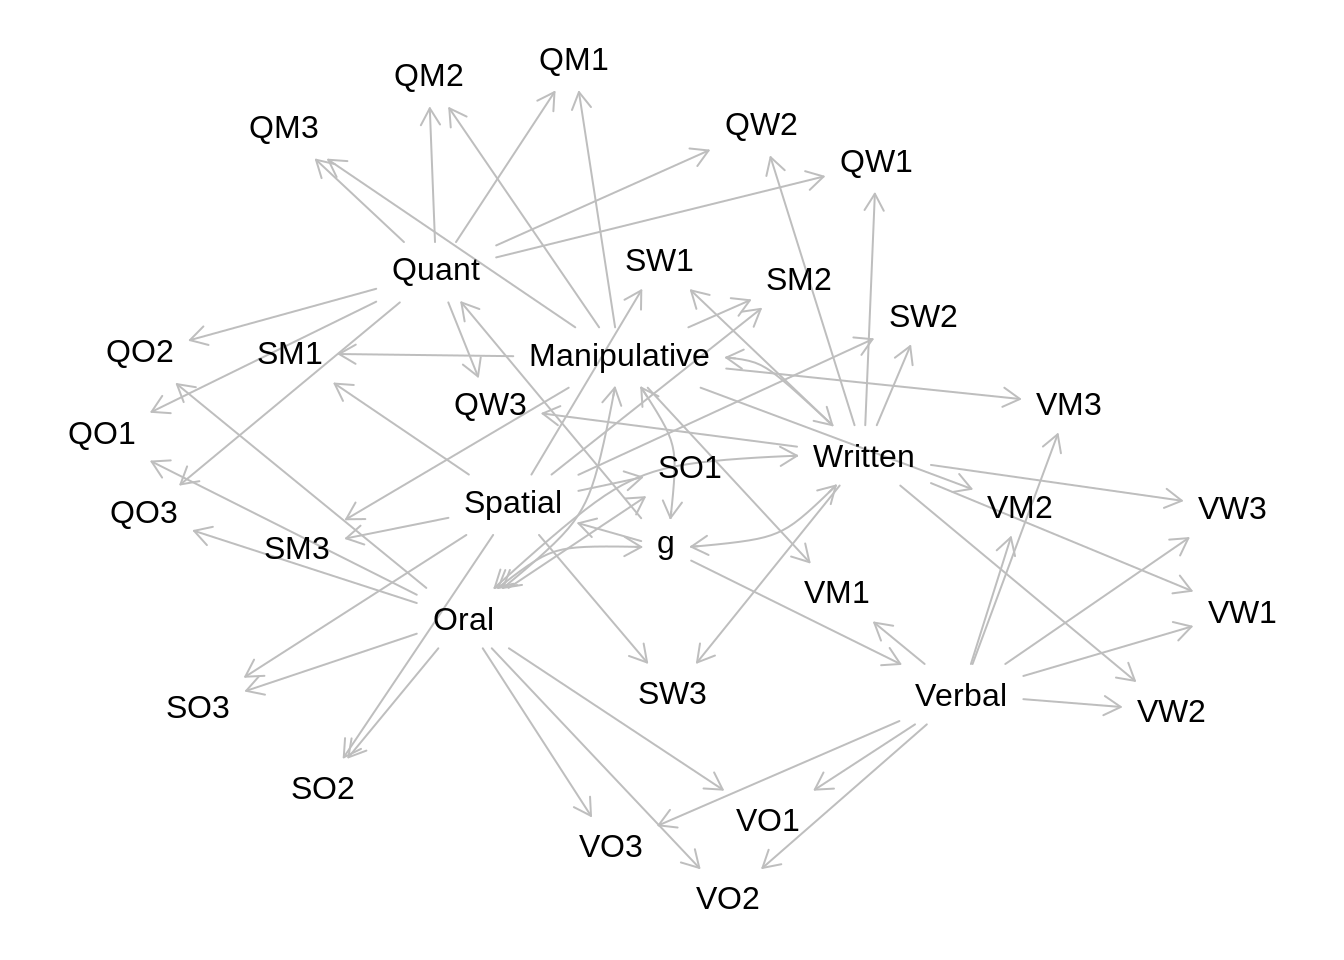 QM1
QM2
QW2
QM3
QW1
SW1
Quant
SM2
SW2
QO2
SM1
Manipulative
QW3
VM3
QO1
Written
SO1
Spatial
VM2
VW3
QO3
g
SM3
VM1
VW1
Oral
SW3
Verbal
SO3
VW2
SO2
VO1
VO3
VO2